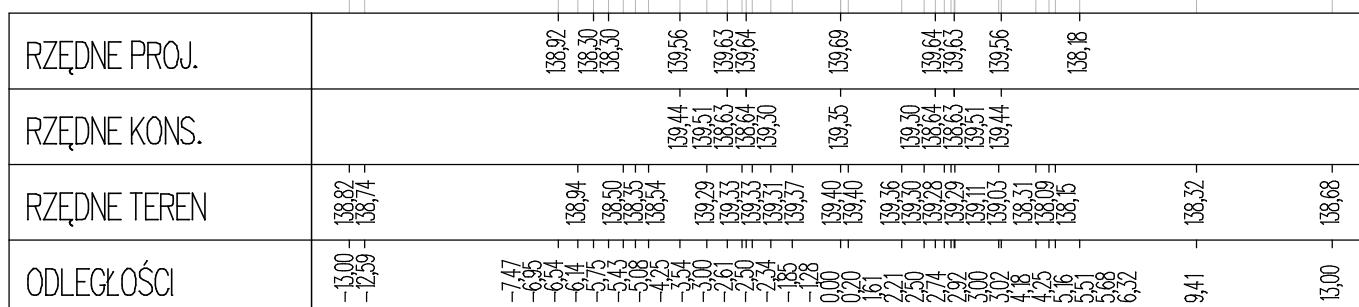 RZĘDNE PROJ. 138,92 138,30 138,30 139,56 139,63 139,64 139,69 139,64 139,63 139,56 138,18
RZĘDNE KONS. 139,44 139,51 138,63 138,64 139,30 139,35 139,30 138,64 138,63 139,51 139,44
RZĘDNE TEREN 138,82 138,74 138,94 138,50 138,35 138,54 139,29 139,33 139,33 139,31 139,37 139,40 139,40 139,36 139,30 139,28 139,29 139,11 139,03 138,31 138,09 138,15 138,32 138,68
ODLEGŁOŚCI -13,00 -12,59 -7,47 -6,95 -6,54 -6,14 -5,75 -5,43 -5,08 -4,25 -3,54 -3,00 -2,61 -2,50 -2,34 -1,85 -1,28 0,00 0,20 1,61 2,21 2,50 2,74 2,92 3,00 3,02 4,18 4,25 5,16 5,51 5,68 6,32 9,41 13,00